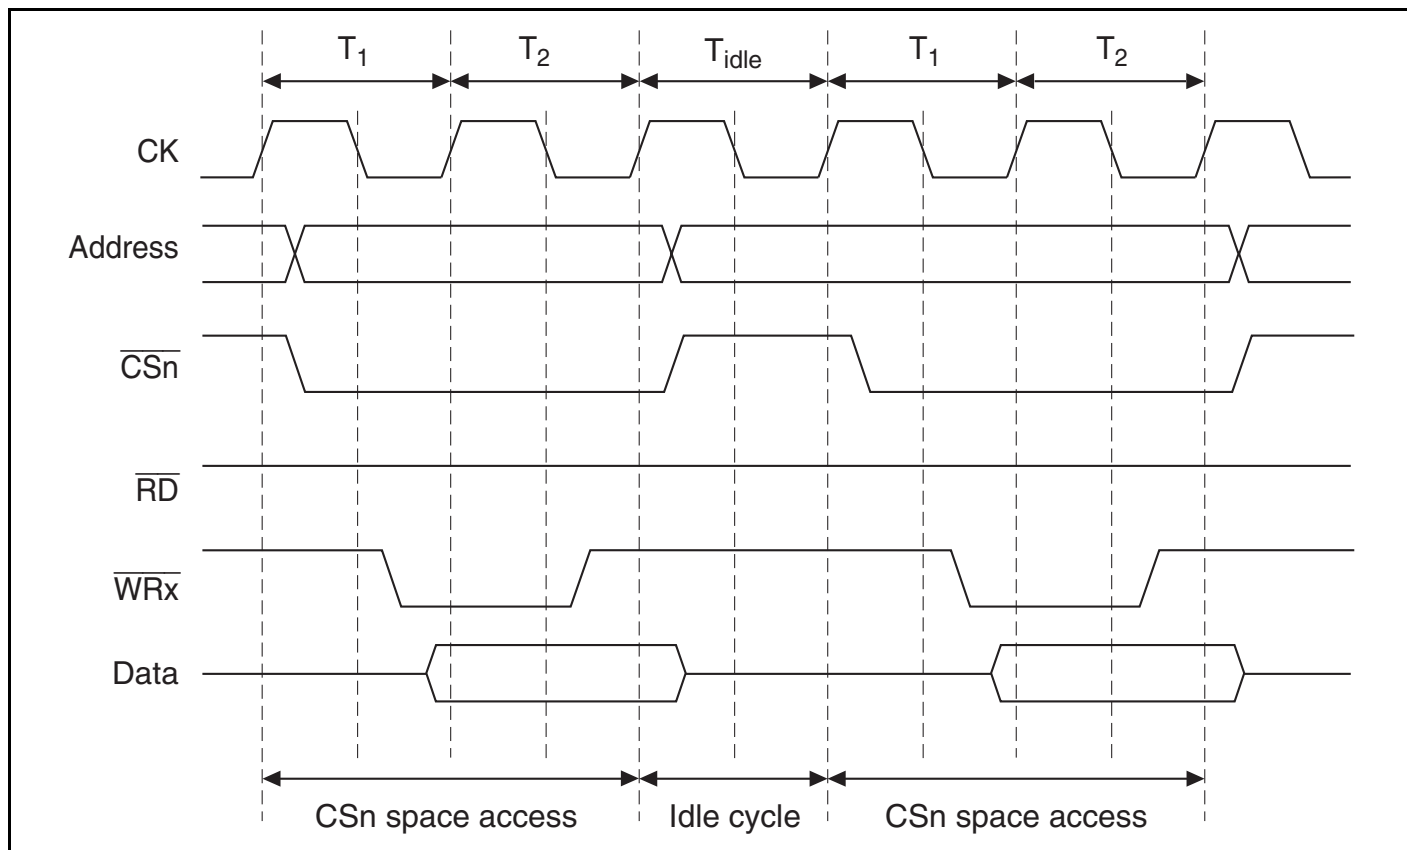 T1 T2 Tidle T1 T2
CK
Address
CSn
RD
WRx
Data
CSn space access Idle cycle CSn space access